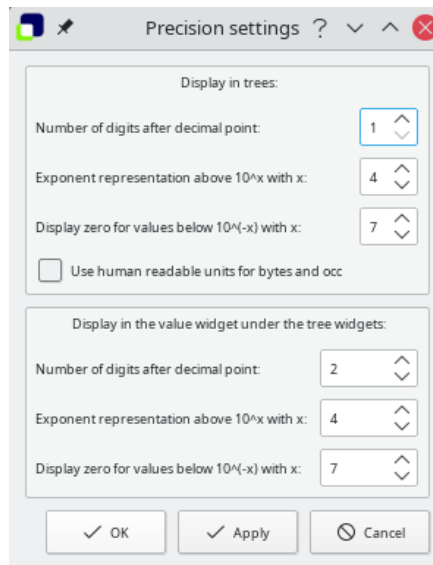 Precision settings
Display in trees:
Number of digits after decimal point: 1
Exponent representation above 10^x with x: 4
Display zero for values below 10^(-x) with x: 7
Use human readable units for bytes and occ
Display in the value widget under the tree widgets:
Number of digits after decimal point: 2
Exponent representation above 10^x with x: 4
Display zero for values below 10^(-x) with x: 7
OK Apply Cancel